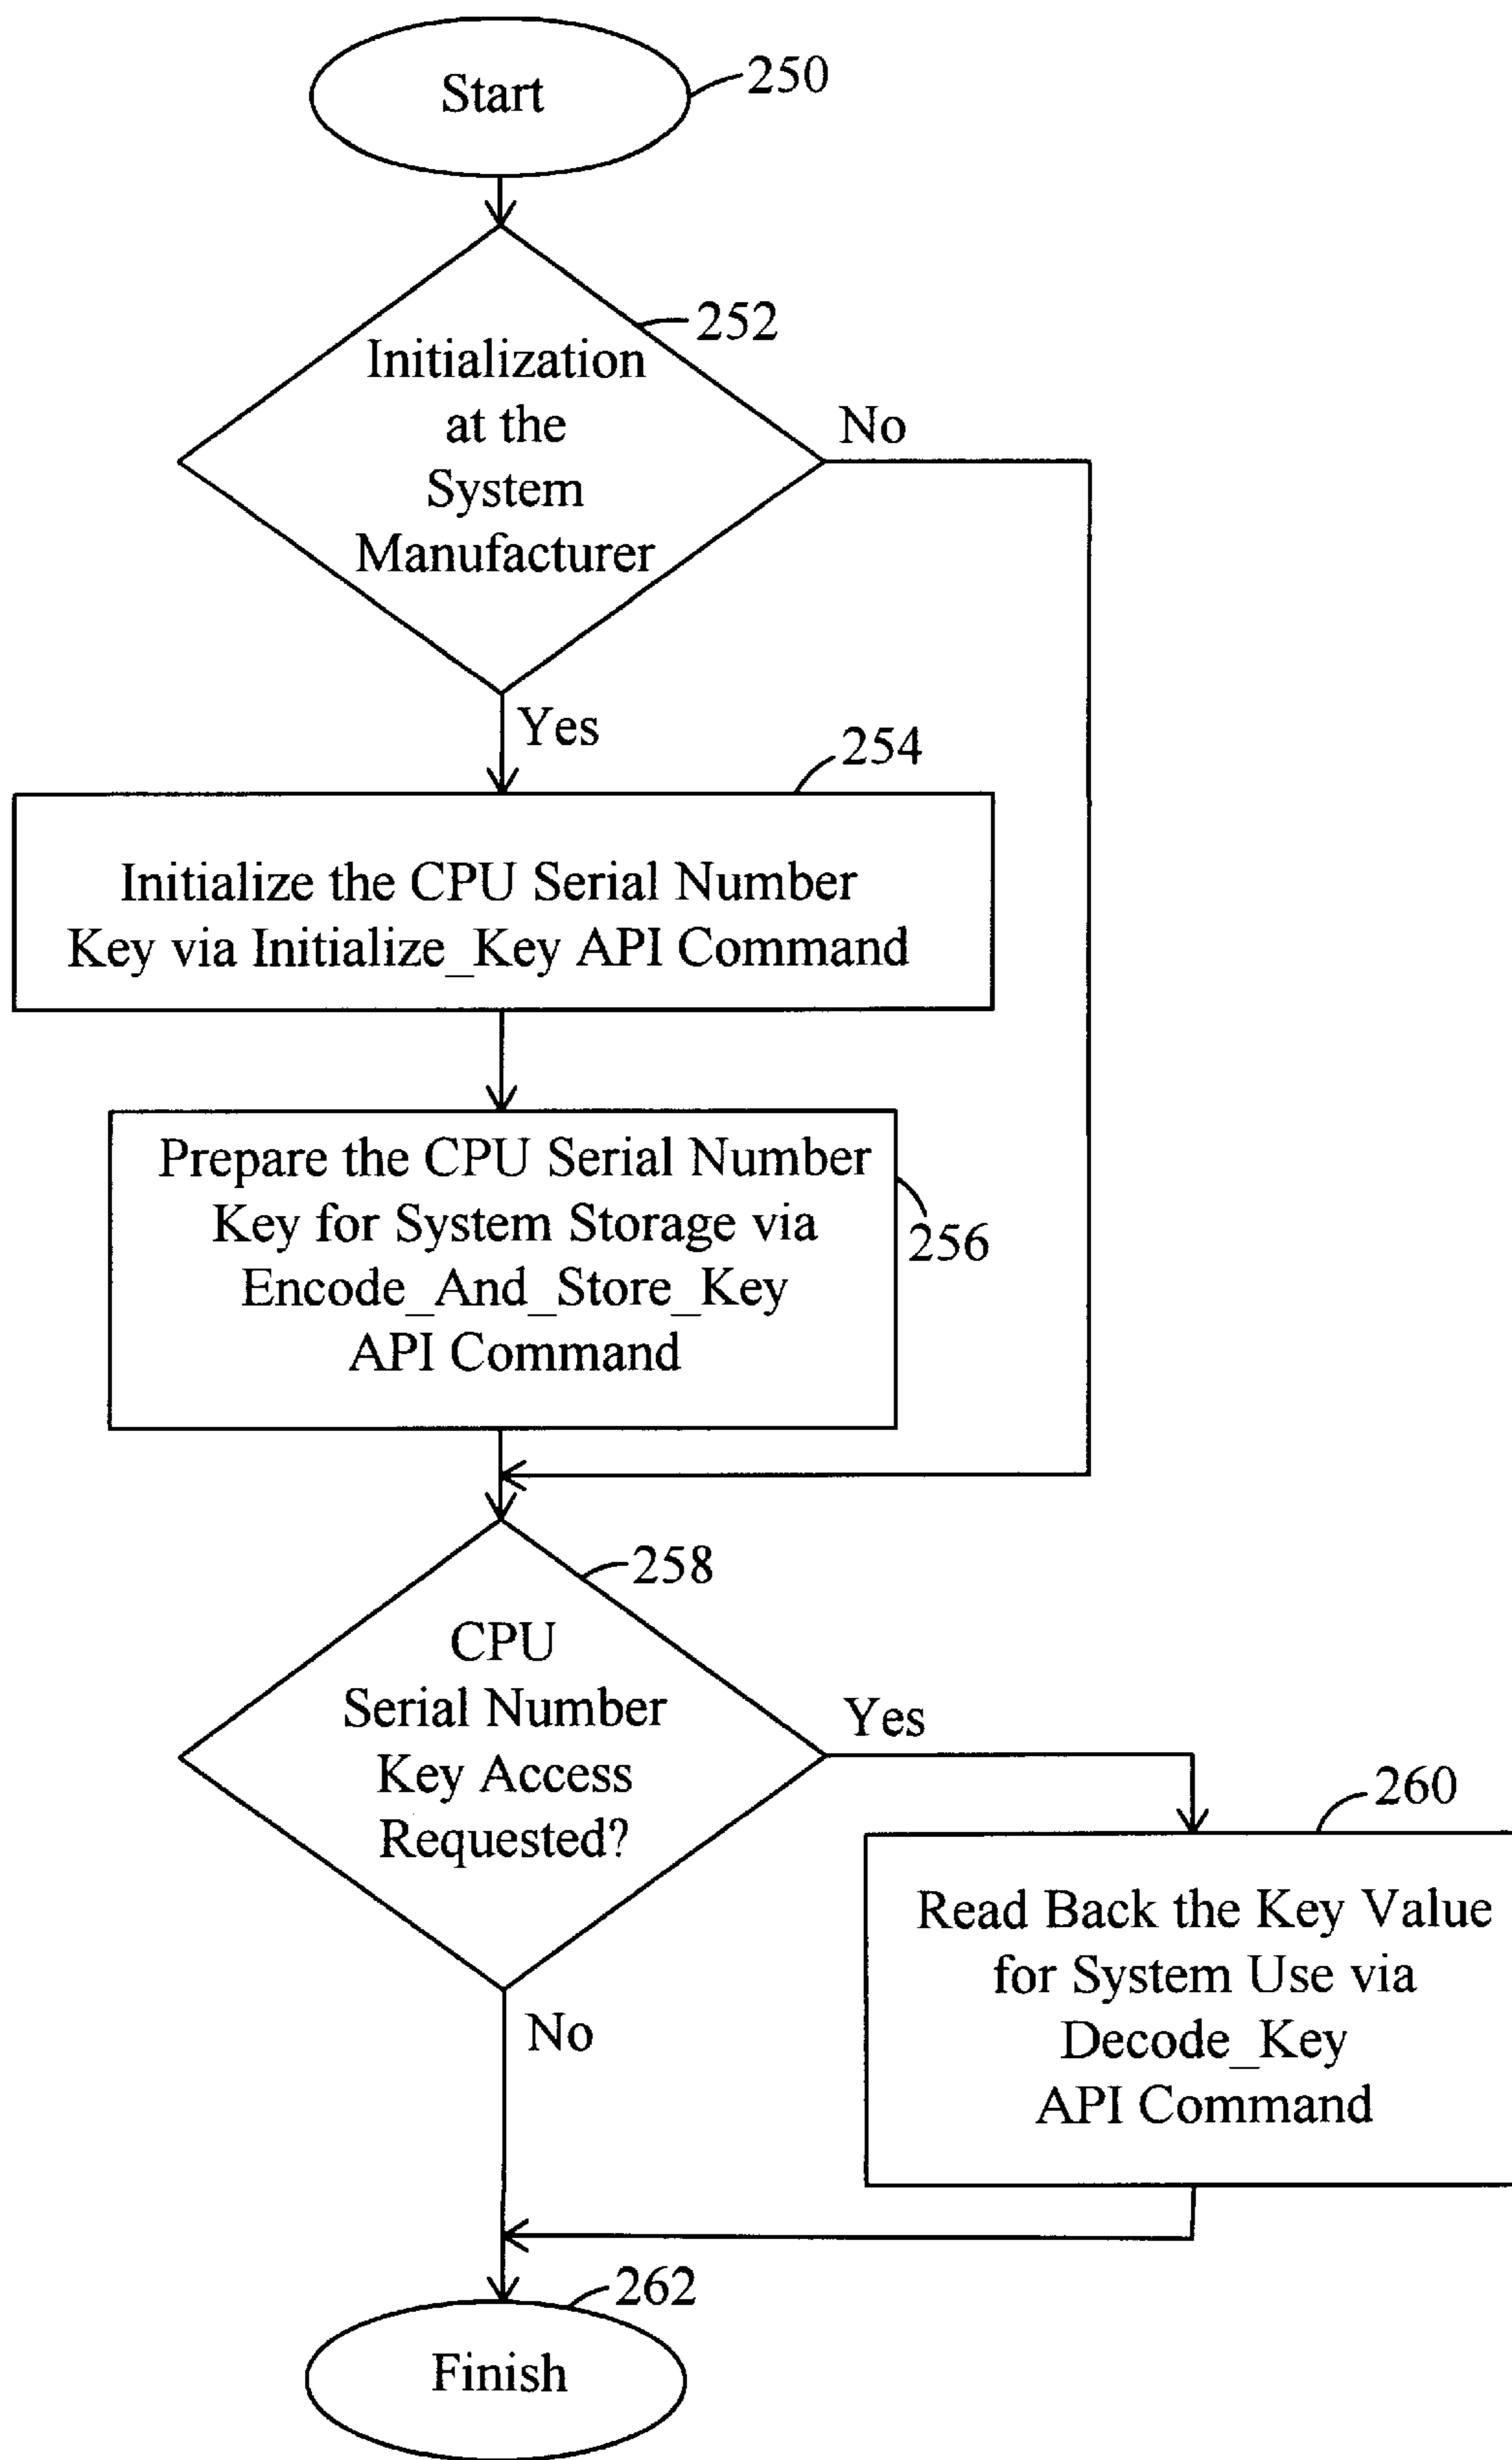 Start
250
252
Initialization
at the
System
Manufacturer
No
Yes
254
Initialize the CPU Serial Number
Key via Initialize_Key API Command
Prepare the CPU Serial Number
Key for System Storage via
Encode_And_Store_Key
API Command
256
258
CPU
Serial Number
Key Access
Requested?
Yes
No
260
Read Back the Key Value
for System Use via
Decode_Key
API Command
262
Finish